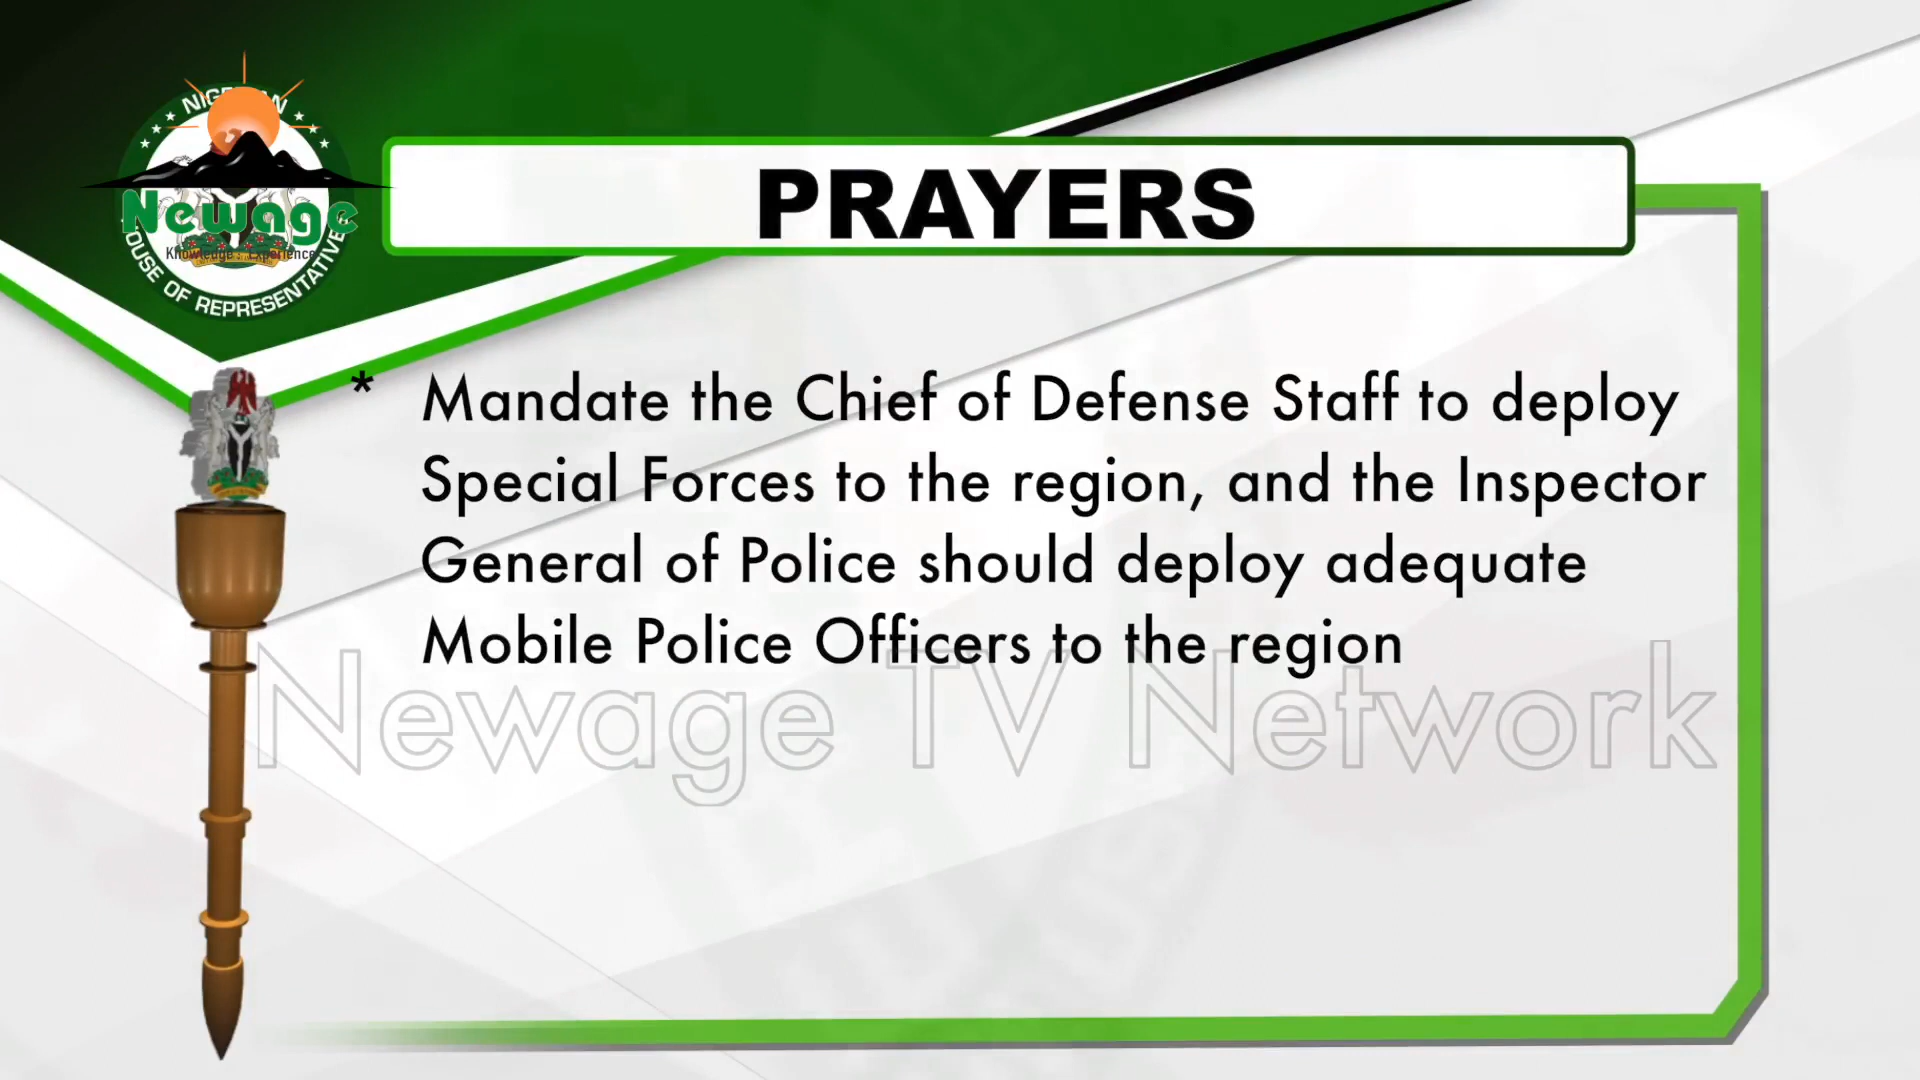 NIGERIAN
Newage
Knowledge : Experience
HOUSE OF REPRESENTATIVES
PRAYERS
* Mandate the Chief of Defense Staff to deploy
Special Forces to the region, and the Inspector
General of Police should deploy adequate
Mobile Police Officers to the region
Newage TV Network